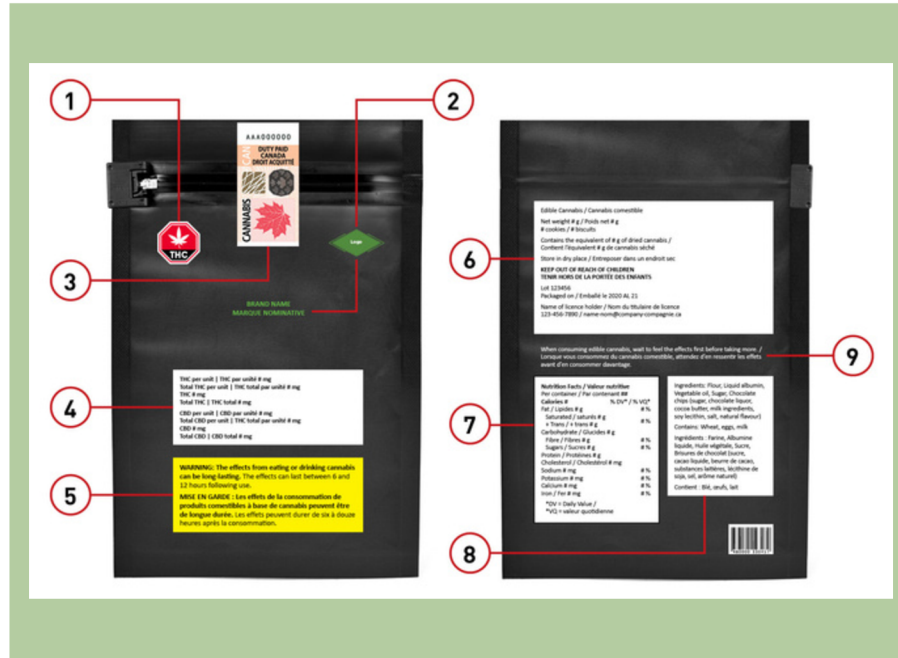 1
2
AAA000000
CAN
DUTY PAID
CANADA
DROIT ACQUITTÉ
CANNABIS
THC
Logo
3
BRAND NAME
MARQUE NOMINATIVE
4
THC per unit | THC par unité # mg
Total THC per unit | THC total par unité # mg
THC # mg
Total THC | THC total # mg
CBD per unit | CBD par unité # mg
Total CBD per unit | THC total par unité # mg
CBD # mg
Total CBD | CBD total # mg
5
WARNING: The effects from eating or drinking cannabis
can be long-lasting. The effects can last between 6 and
12 hours following use.
MISE EN GARDE : Les effets de la consommation de
produits comestibles à base de cannabis peuvent être
de longue durée. Les effets peuvent durer de six à douze
heures après la consommation.
6
Edible Cannabis / Cannabis comestible
Net weight # g / Poids net # g
# cookies / # biscuits
Contains the equivalent of # g of dried cannabis /
Contient l'équivalent # g de cannabis séché
Store in dry place / Entreposer dans un endroit sec
KEEP OUT OF REACH OF CHILDREN
TENIR HORS DE LA PORTÉE DES ENFANTS
Lot 123456
Packaged on / Emballé le 2020 AL 21
Name of licence holder / Nom du titulaire de licence
123-456-7890 / name-nom@company-compagnie.ca
When consuming edible cannabis, wait to feel the effects first before taking more. /
Lorsque vous consommez du cannabis comestible, attendez d'en ressentir les effets
avant d'en consommer davantage.
9
7
Nutrition Facts / Valeur nutritive
Per container / Par contenant ##
Calories # % DV* / % VQ*
Fat / Lipides # g # %
Saturated / saturés # g
+ Trans / + trans # g # %
Carbohydrate / Glucides # g
Fibre / Fibres # g # %
Sugars / Sucres # g # %
Protein / Protéines # g
Cholesterol / Cholestérol # mg
Sodium # mg # %
Potassium # mg # %
Calcium # mg # %
Iron / Fer # mg # %
*DV = Daily Value /
*VQ = valeur quotidienne
Ingredients: Flour, Liquid albumin,
Vegetable oil, Sugar, Chocolate
chips (sugar, chocolate liquor,
cocoa butter, milk ingredients,
soy lecithin, salt, natural flavour)
Contains: Wheat, eggs, milk
Ingrédients : Farine, Albumine
liquide, Huile végétale, Sucre,
Brisures de chocolat (sucre,
cacao liquide, beurre de cacao,
substances laitières, lécithine de
soja, sel, arôme naturel)
Contient : Blé, œufs, lait
8